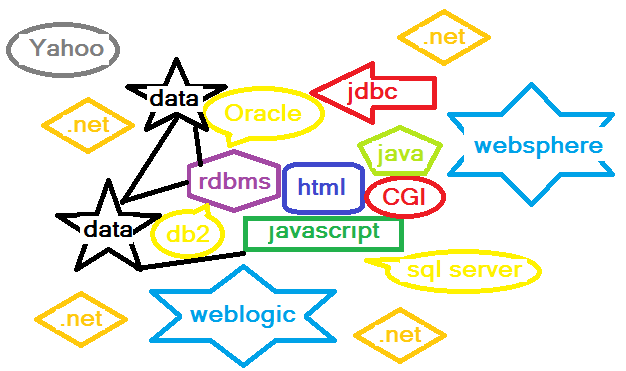 Yahoo
.net
data
jdbc
.net
Oracle
java
websphere
rdbms
html
CGI
data
db2
javascript
sql server
.net
weblogic
.net